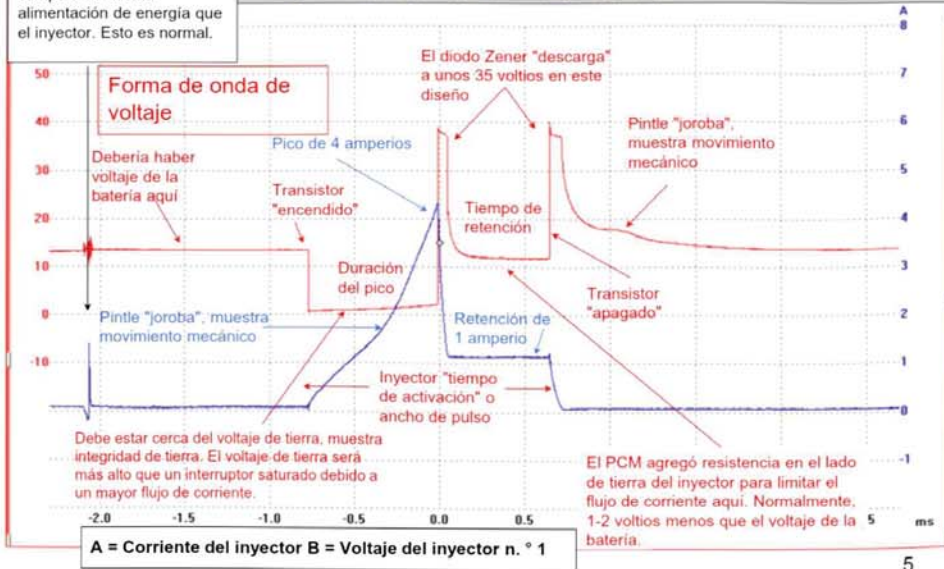 alimentación de energía que
el inyector. Esto es normal.
A
8
7
6
5
4
3
2
1
0
-1
50
40
30
20
10
0
-10
Forma de onda de
voltaje
El diodo Zener "descarga"
a unos 35 voltios en este
diseño
Pico de 4 amperios
Pintle "joroba",
muestra movimiento
mecánico
Debería haber
voltaje de la
batería aquí
Transistor
"encendido"
Tiempo de
retención
Duración
del pico
Transistor
"apagado"
Pintle "joroba", muestra
movimiento mecánico
Retención de
1 amperio
Inyector "tiempo
de activación" o
ancho de pulso
Debe estar cerca del voltaje de tierra, muestra
integridad de tierra. El voltaje de tierra será
más alto que un interruptor saturado debido a
un mayor flujo de corriente.
El PCM agregó resistencia en el lado
de tierra del inyector para limitar el
flujo de corriente aquí. Normalmente,
1-2 voltios menos que el voltaje de la
batería.
-2.0 -1.5 -1.0 -0.5 0.0 0.5 5 ms
A = Corriente del inyector B = Voltaje del inyector n. ° 1
5